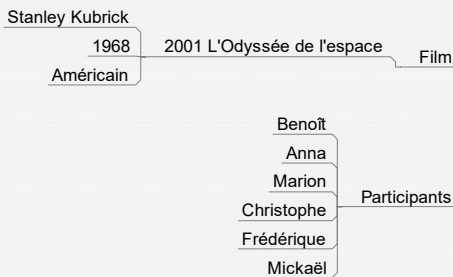 Stanley Kubrick
1968
Américain
2001 L'Odyssée de l'espace
Film
Benoît
Anna
Marion
Christophe
Frédérique
Mickaël
Participants